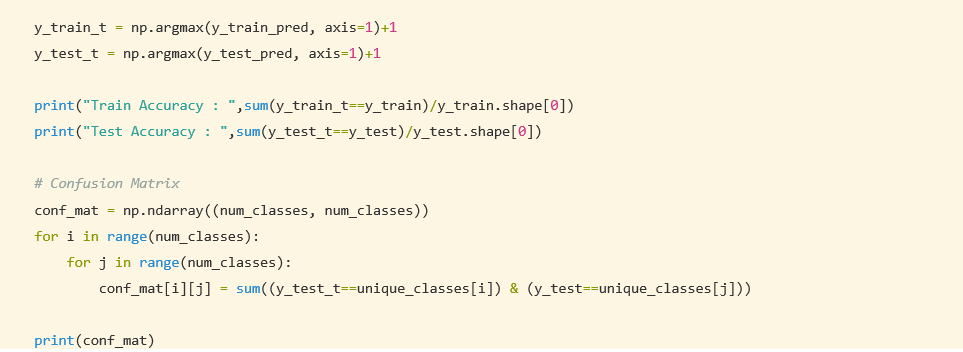 y_train_t = np.argmax(y_train_pred, axis=1)+1
y_test_t = np.argmax(y_test_pred, axis=1)+1
print("Train Accuracy : ",sum(y_train_t==y_train)/y_train.shape[0])
print("Test Accuracy : ",sum(y_test_t==y_test)/y_test.shape[0])
# Confusion Matrix
conf_mat = np.ndarray((num_classes, num_classes))
for i in range(num_classes):
    for j in range(num_classes):
        conf_mat[i][j] = sum((y_test_t==unique_classes[i]) & (y_test==unique_classes[j]))
print(conf_mat)